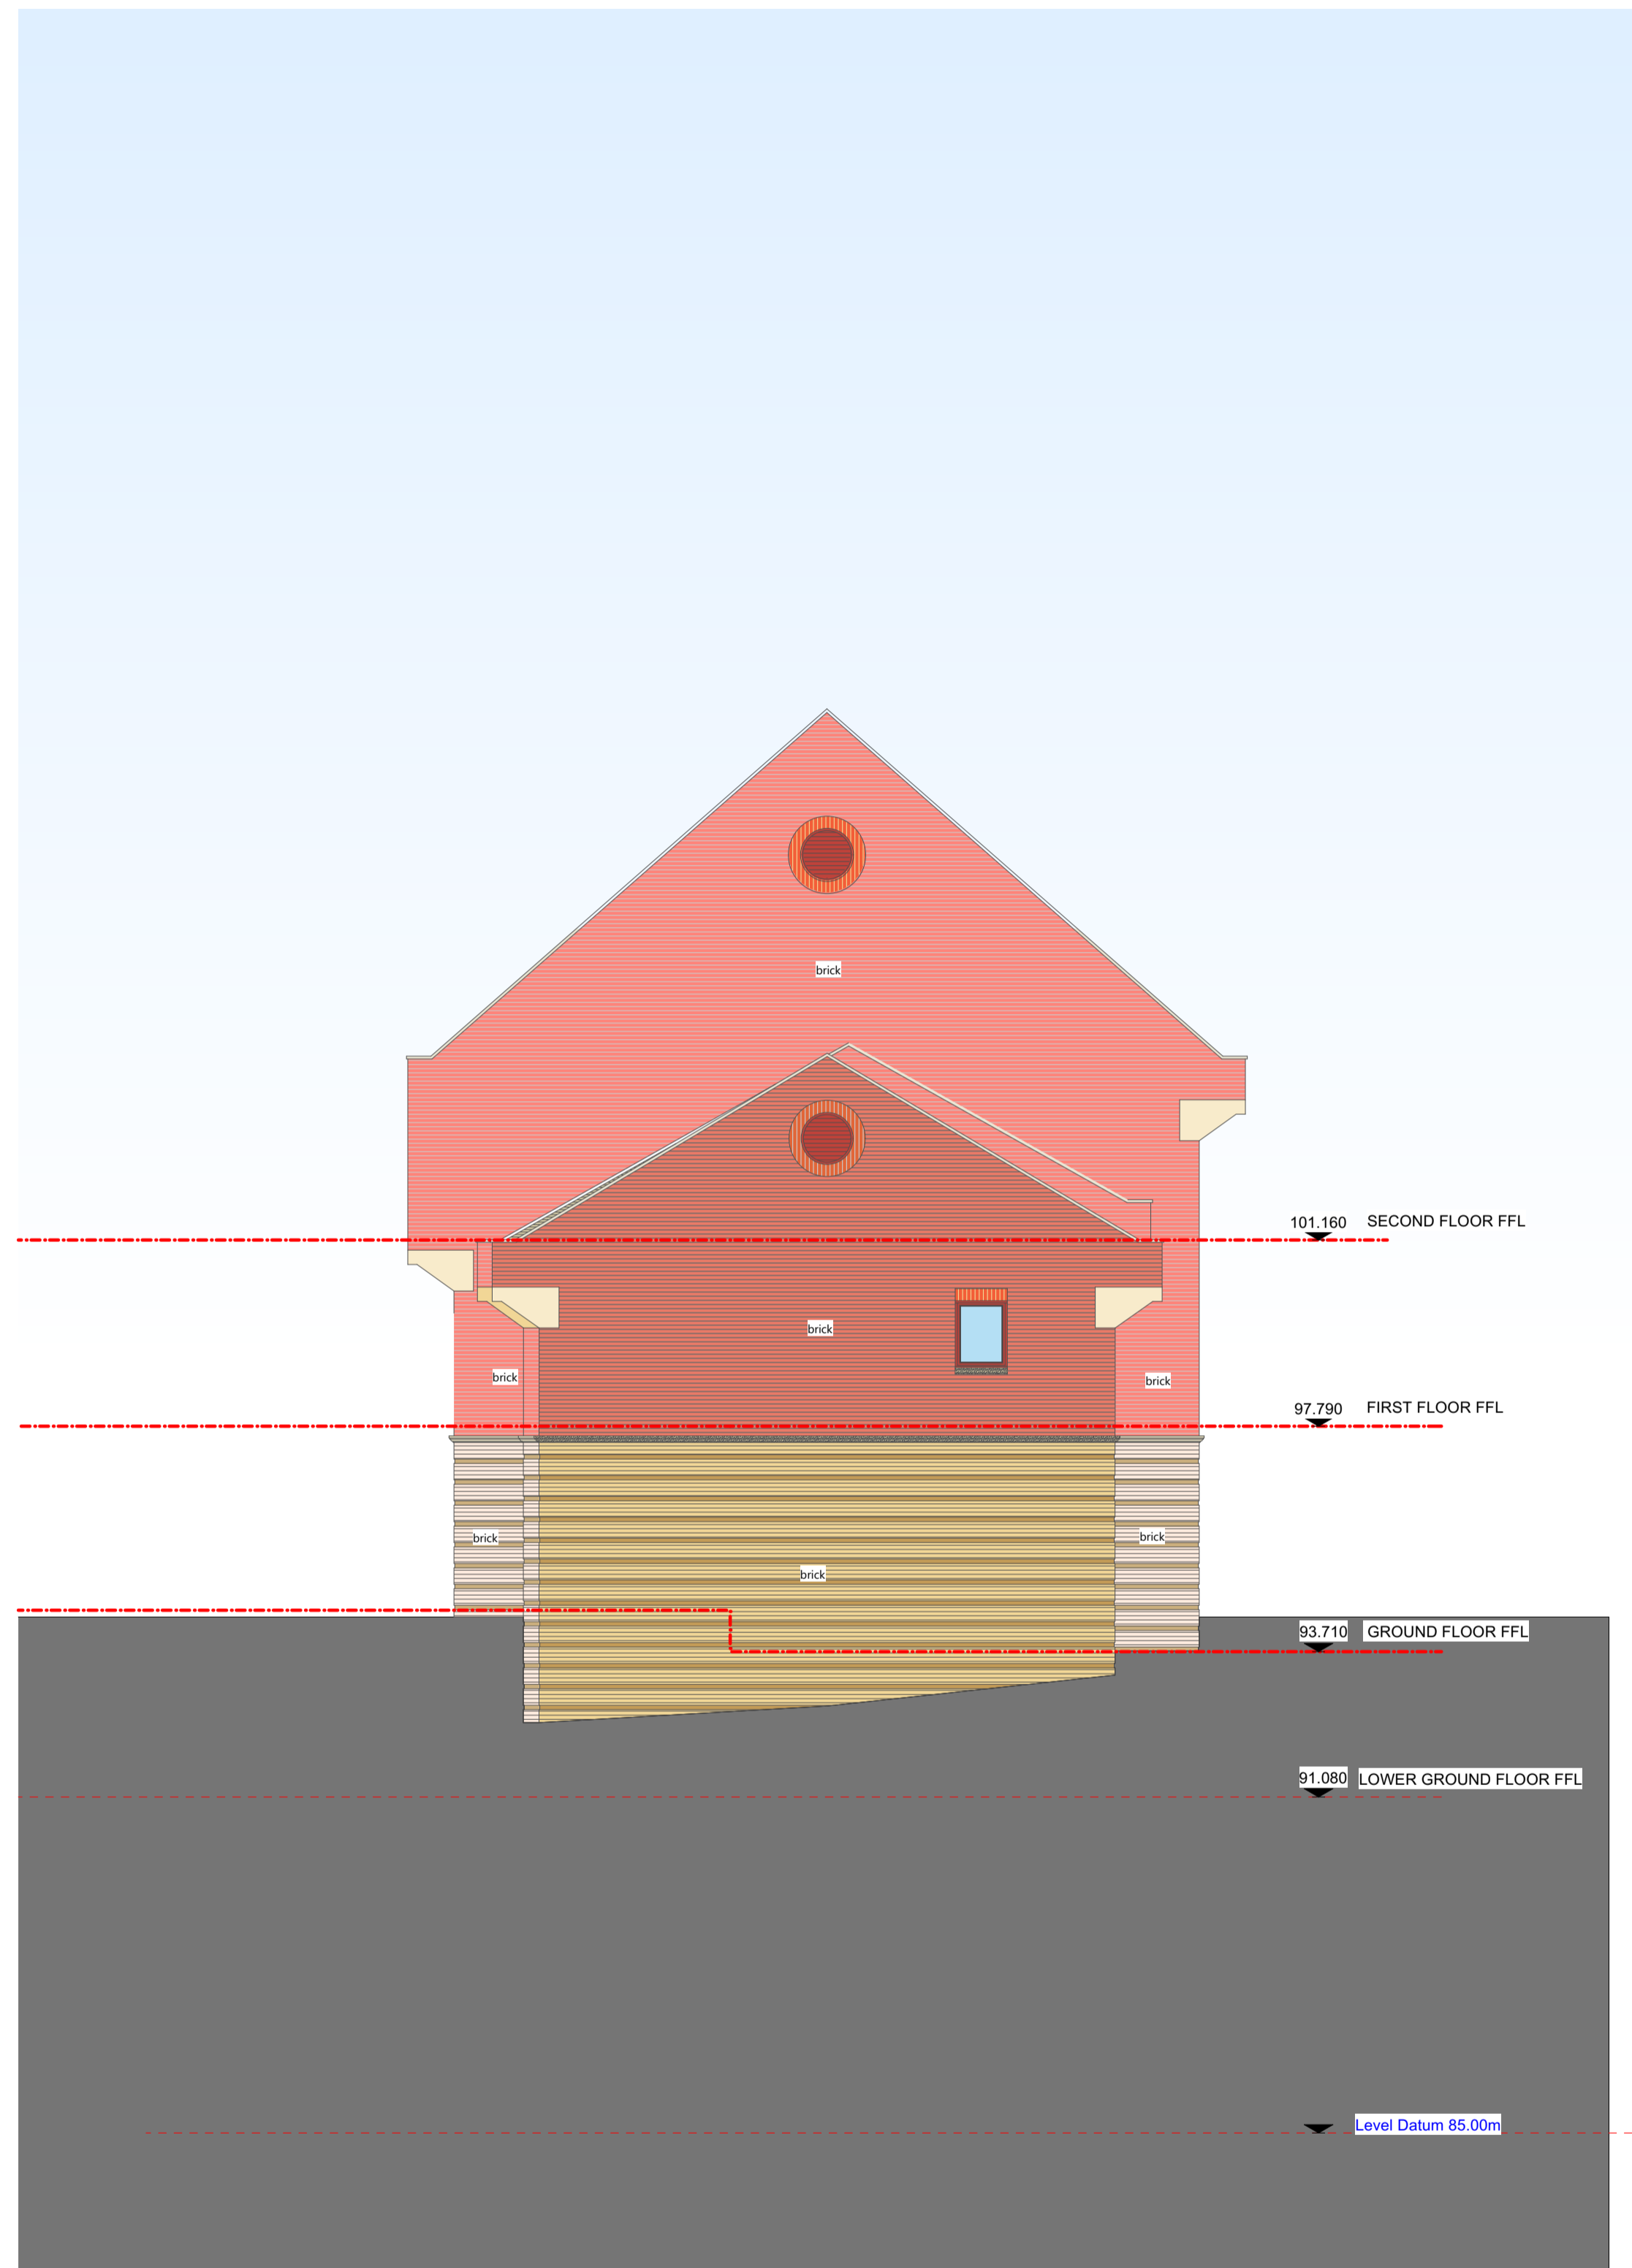 brick
101.160 SECOND FLOOR FFL
brick
brick
brick
97.790 FIRST FLOOR FFL
brick
brick
brick
93.710 GROUND FLOOR FFL
91.080 LOWER GROUND FLOOR FFL
Level Datum 85.00m